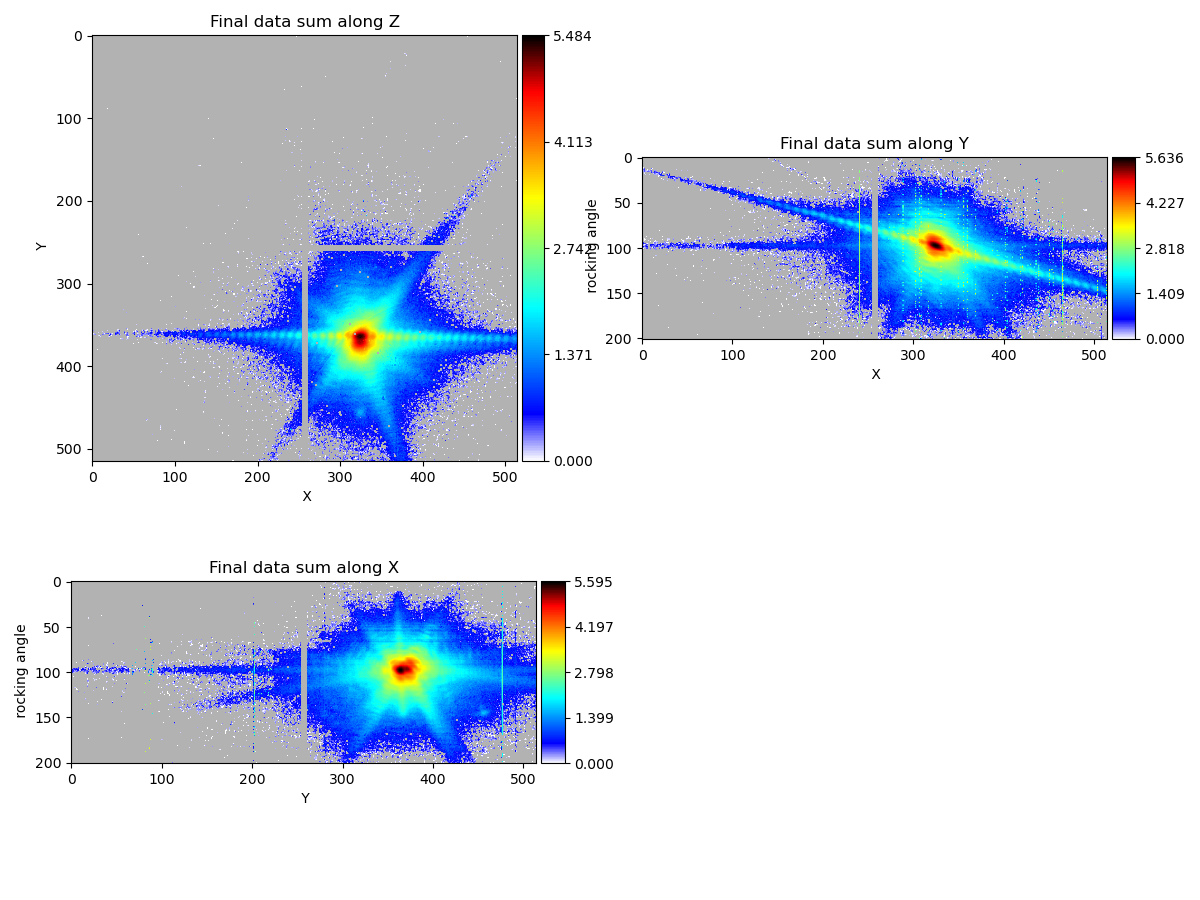 Final data sum along Z
0
100
200
300
400
500
Y
0 100 200 300 400 500
X
5.484
4.113
2.742
1.371
0.000
Final data sum along Y
0
50
100
150
200
rocking angle
0 100 200 300 400 500
X
5.636
4.227
2.818
1.409
0.000
Final data sum along X
0
50
100
150
200
rocking angle
0 100 200 300 400 500
Y
5.595
4.197
2.798
1.399
0.000